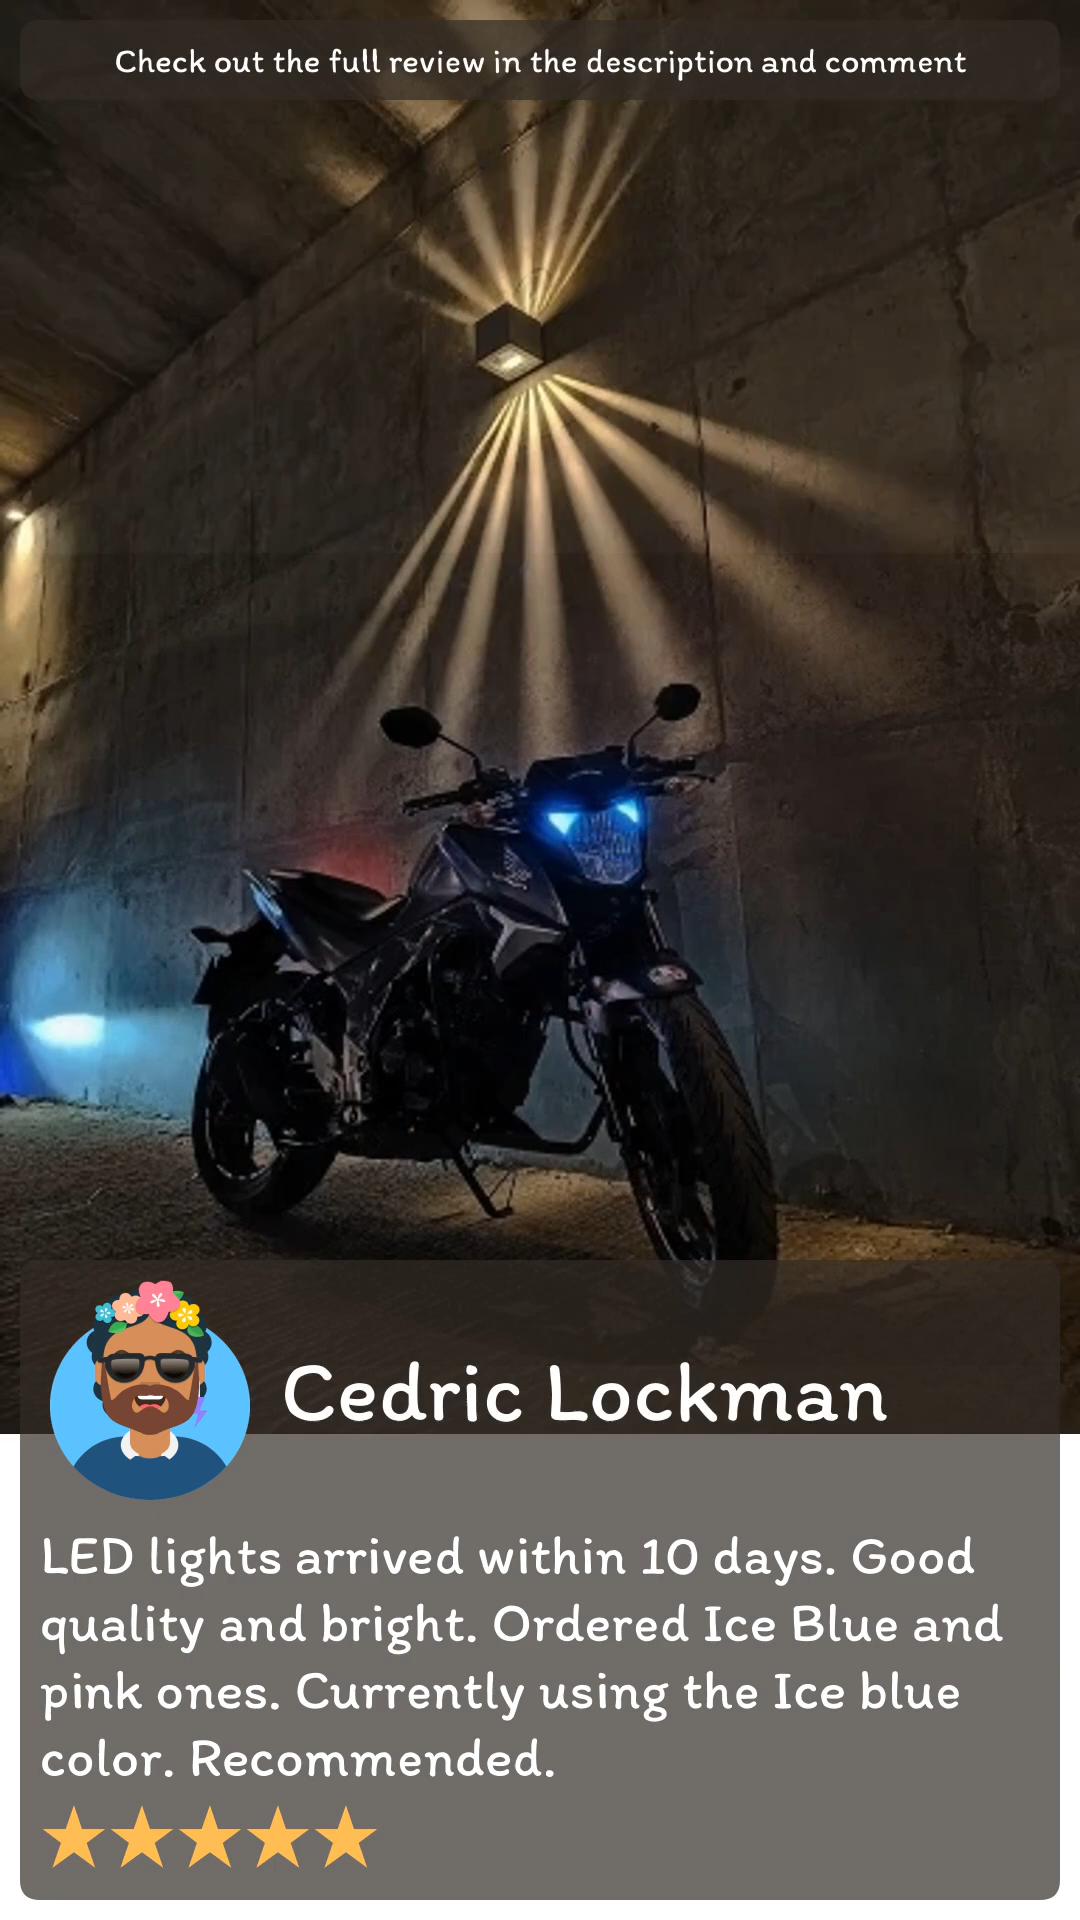 Check out the full review in the description and comment
Cedric Lockman
LED lights arrived within 10 days. Good
quality and bright. Ordered Ice Blue and
pink ones. Currently using the Ice blue
color. Recommended.